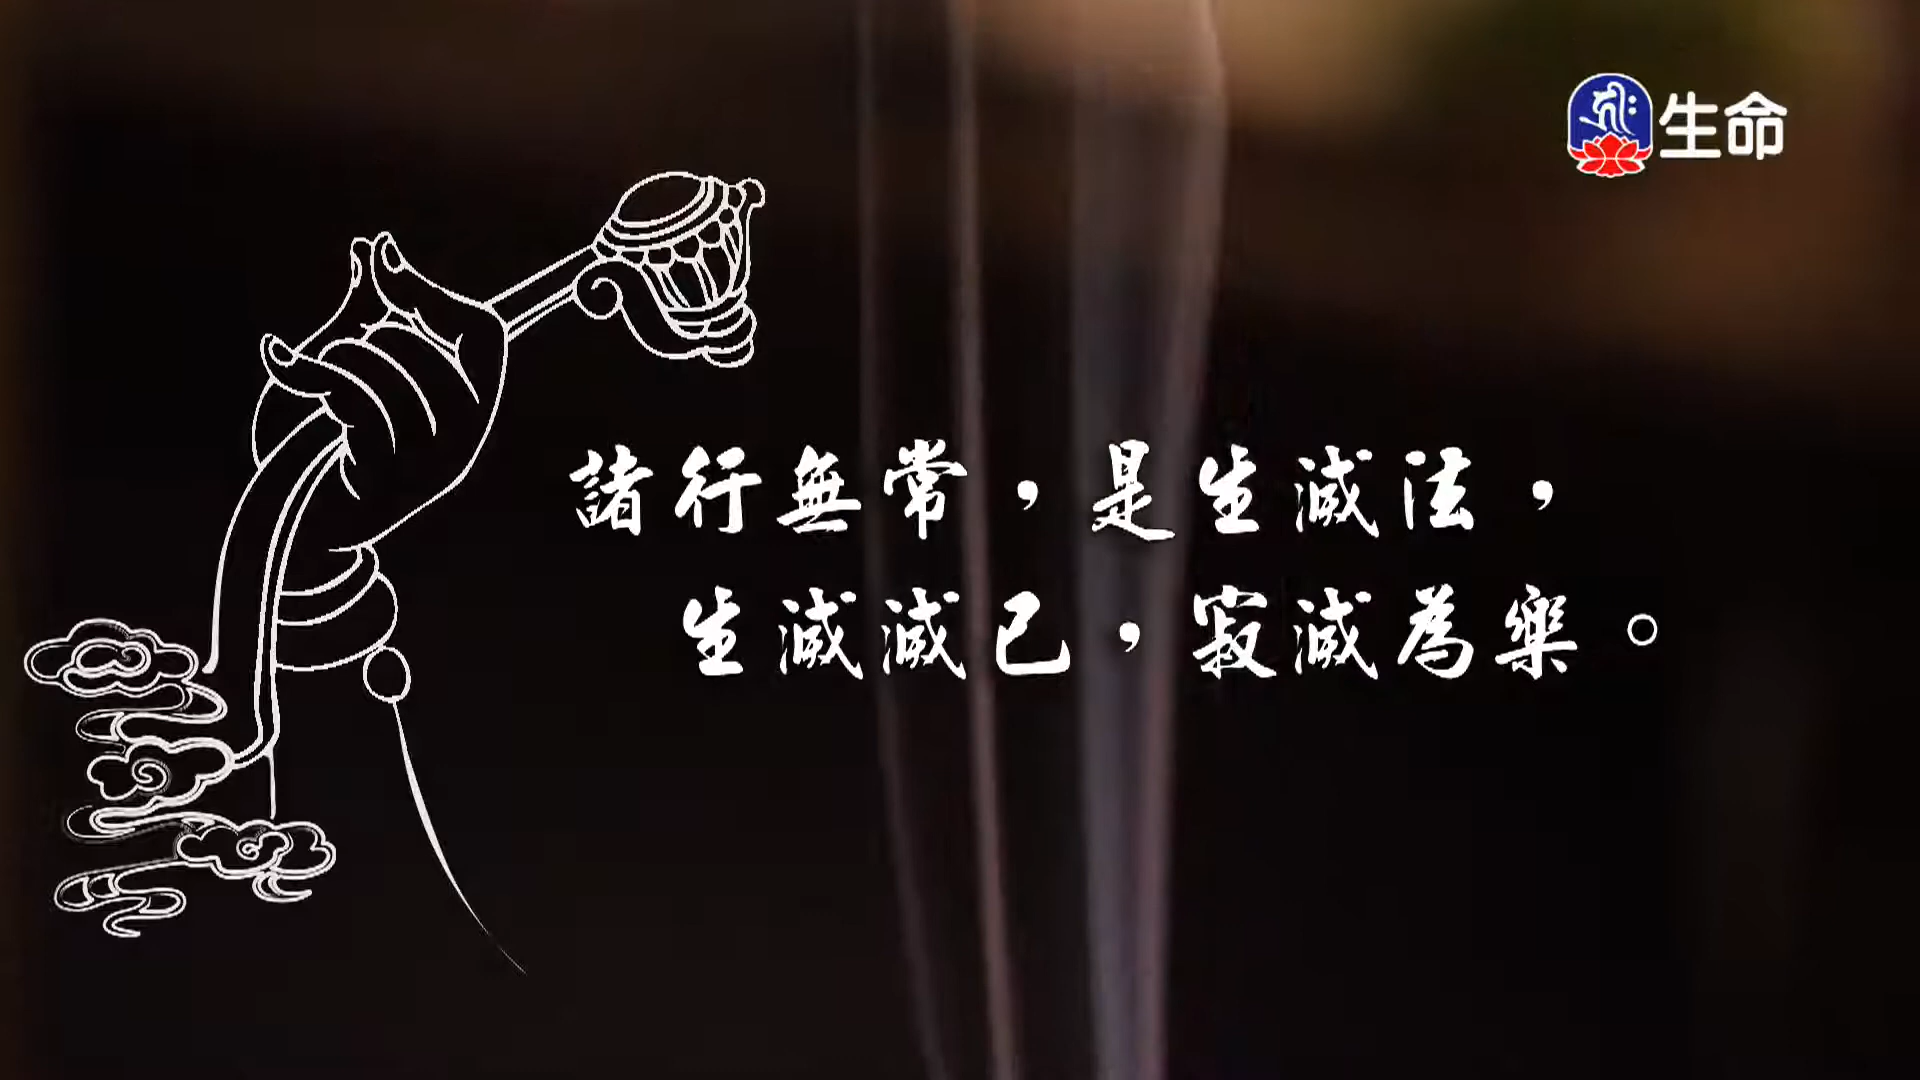 生命
諸行無常，是生滅法，
生滅滅已，寂滅為樂。